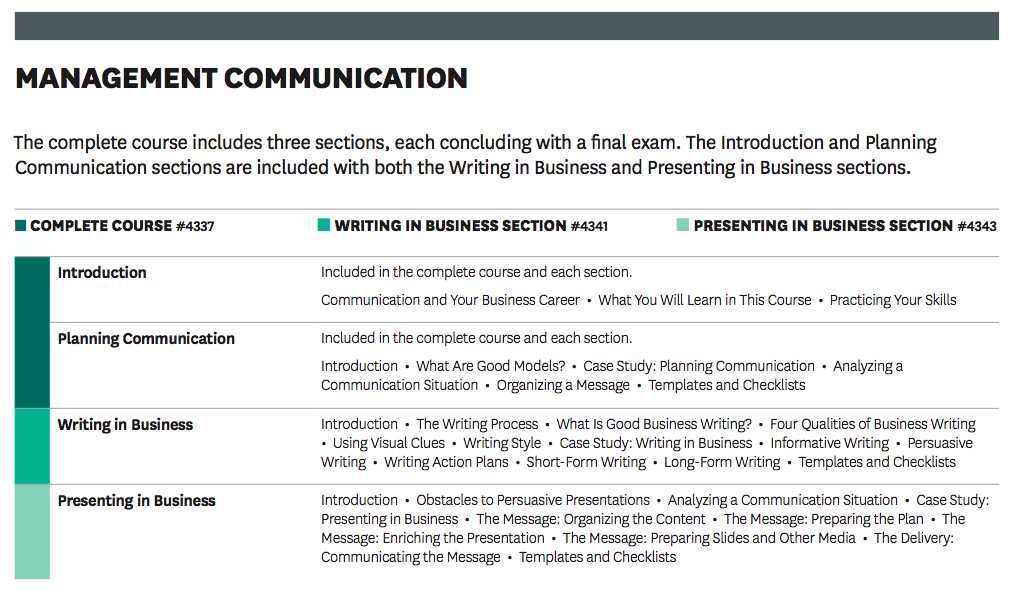 MANAGEMENT COMMUNICATION
The complete course includes three sections, each concluding with a final exam. The Introduction and Planning
Communication sections are included with both the Writing in Business and Presenting in Business sections.
COMPLETE COURSE #4337
WRITING IN BUSINESS SECTION #4341
PRESENTING IN BUSINESS SECTION #4343
Introduction
Included in the complete course and each section.
Communication and Your Business Career • What You Will Learn in This Course • Practicing Your Skills
Planning Communication
Included in the complete course and each section.
Introduction • What Are Good Models? • Case Study: Planning Communication • Analyzing a
Communication Situation • Organizing a Message • Templates and Checklists
Writing in Business
Introduction • The Writing Process • What Is Good Business Writing? • Four Qualities of Business Writing
• Using Visual Clues • Writing Style • Case Study: Writing in Business • Informative Writing • Persuasive
Writing • Writing Action Plans • Short-Form Writing • Long-Form Writing • Templates and Checklists
Presenting in Business
Introduction • Obstacles to Persuasive Presentations • Analyzing a Communication Situation • Case Study:
Presenting in Business • The Message: Organizing the Content • The Message: Preparing the Plan • The
Message: Enriching the Presentation • The Message: Preparing Slides and Other Media • The Delivery:
Communicating the Message • Templates and Checklists